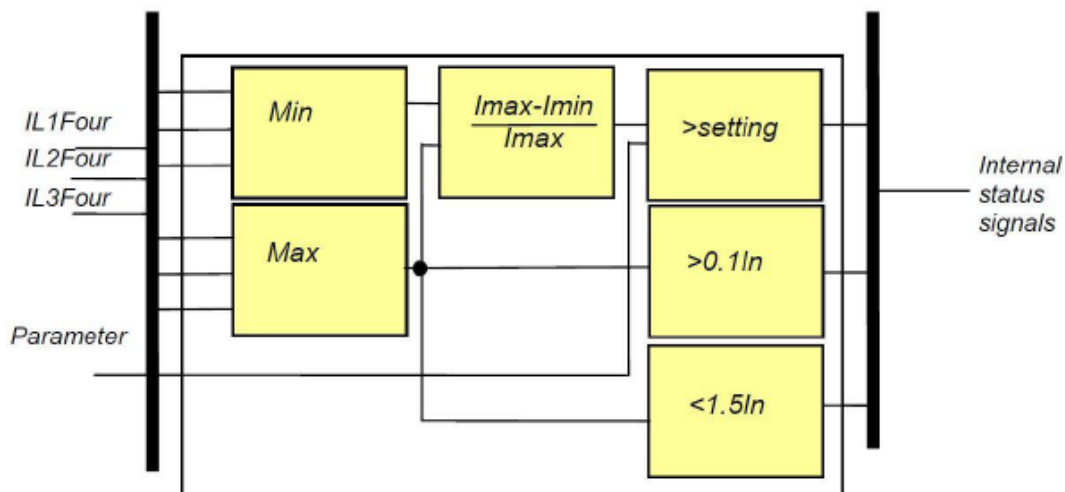 IL1Four
IL2Four
IL3Four
Parameter
Min
Max
Imax-Imin
Imax
>setting
>0.1In
<1.5In
Internal
status
signals